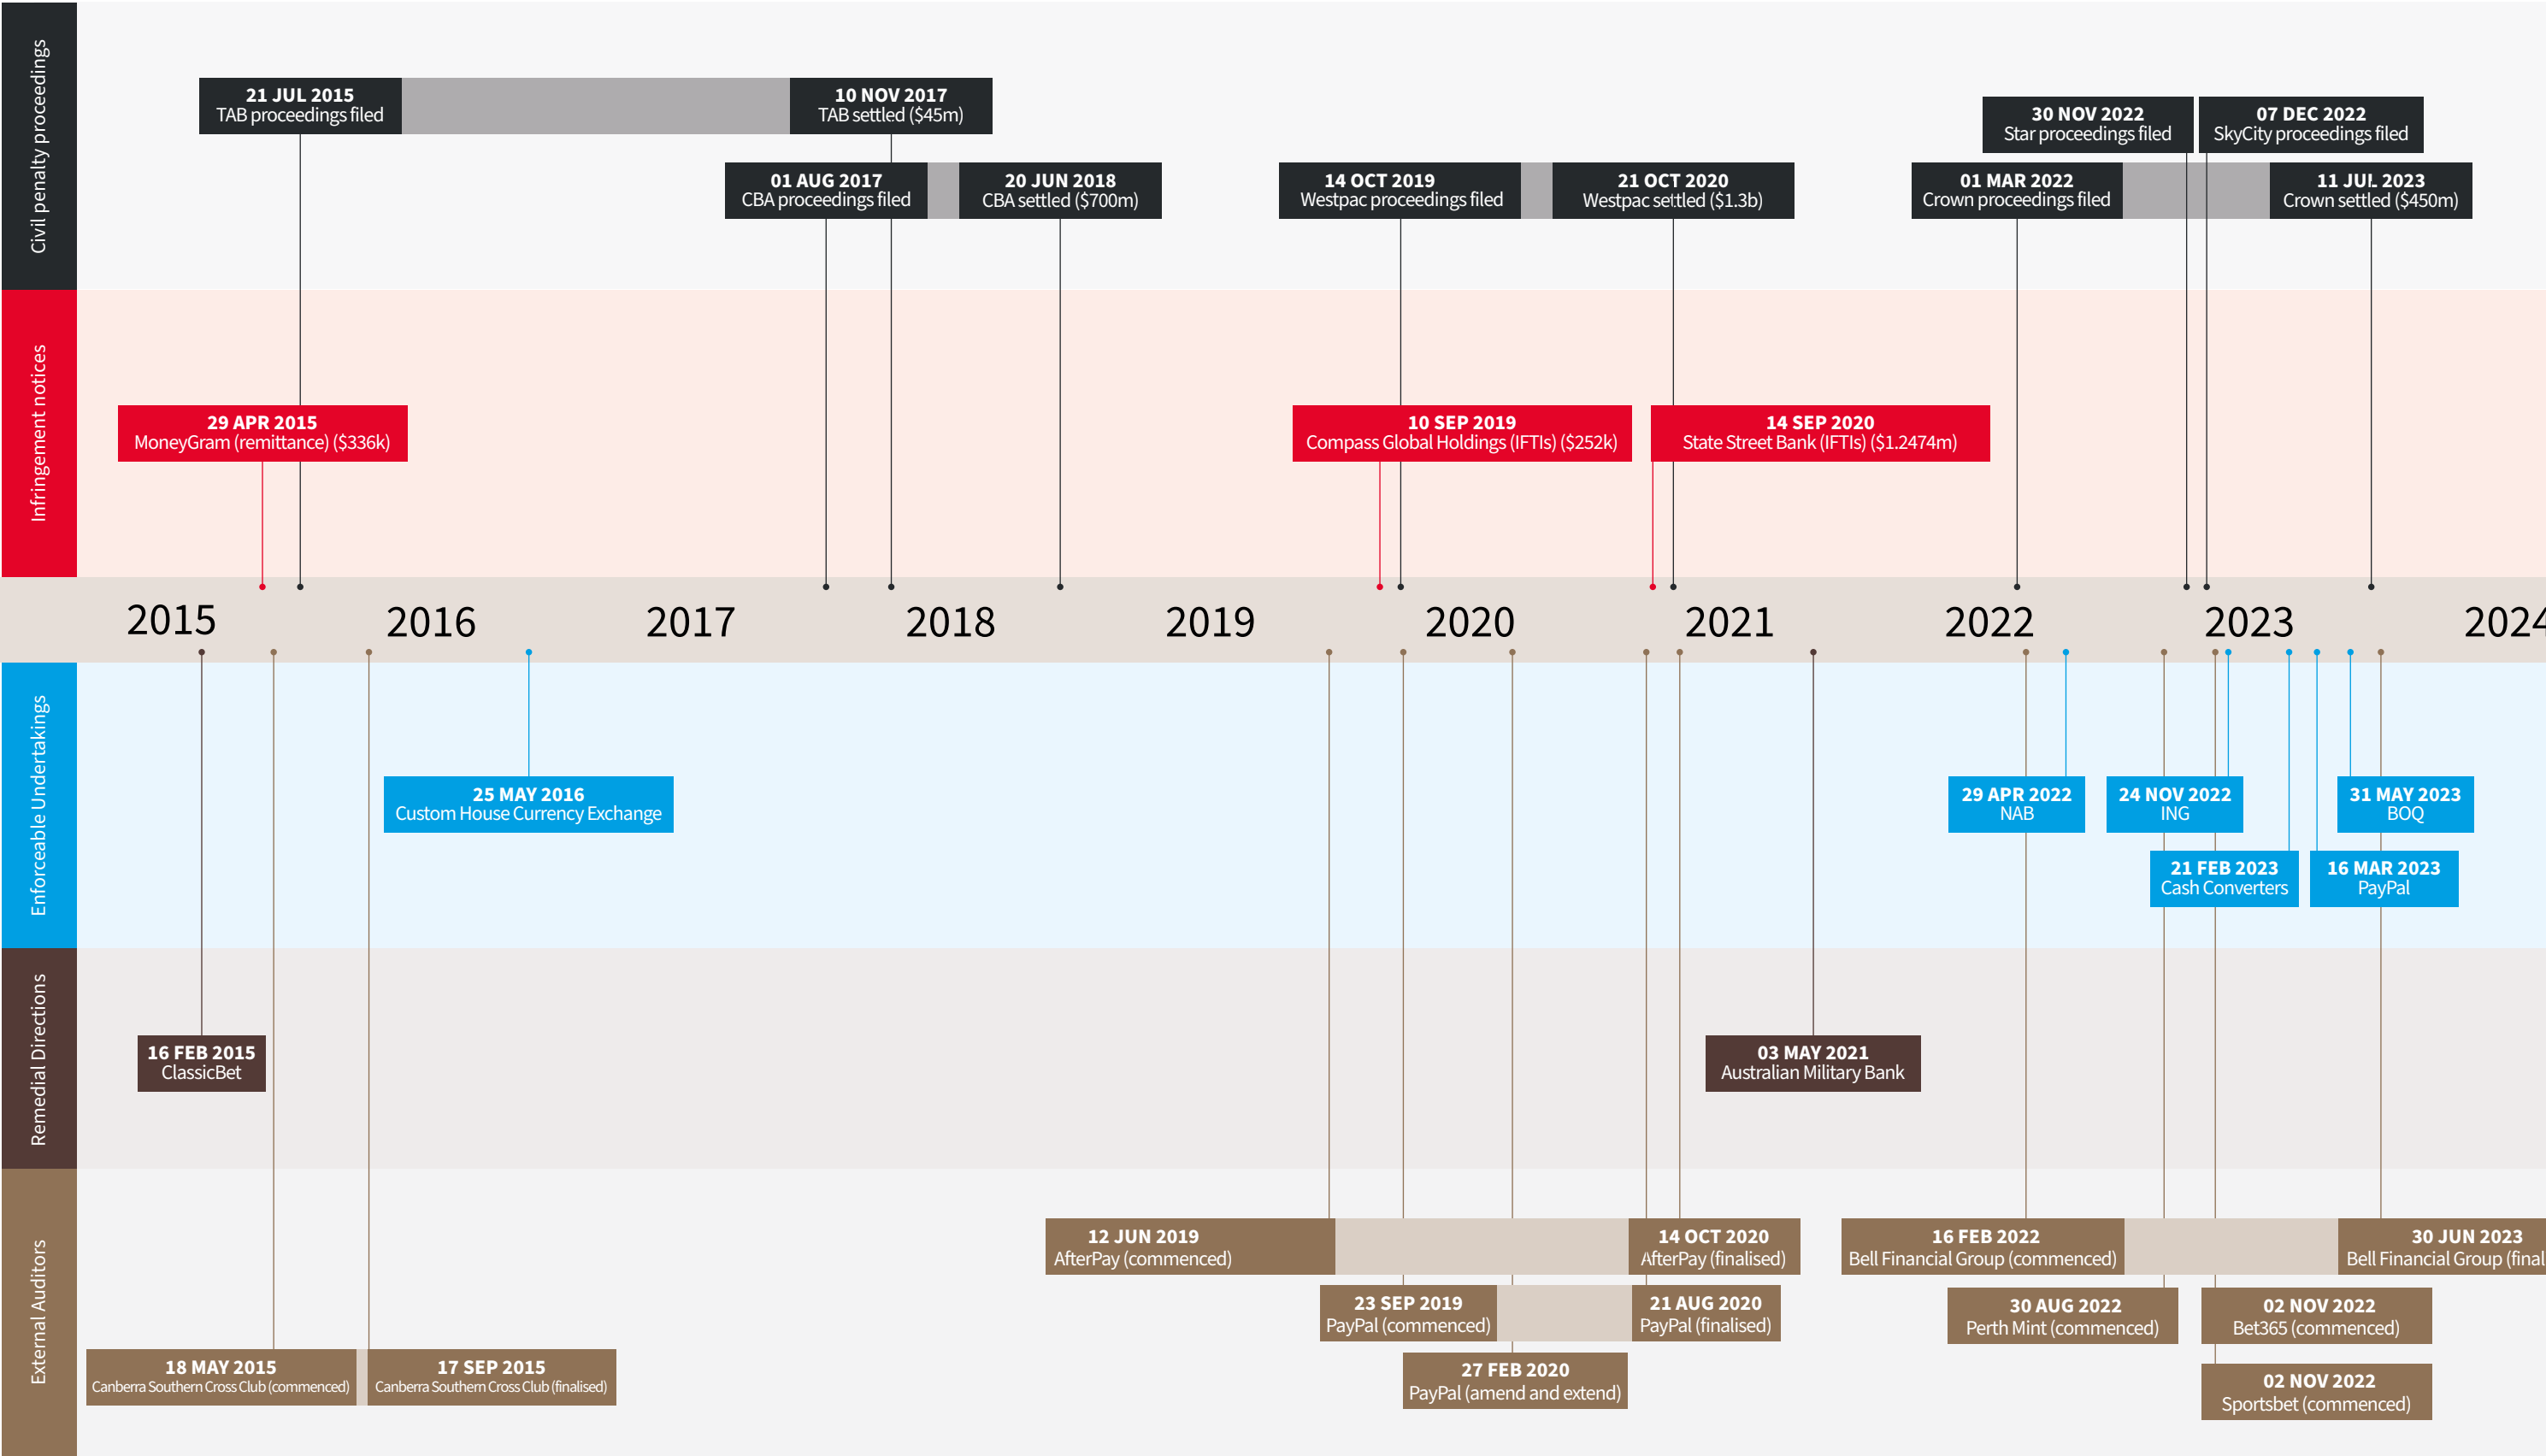 Civil penalty proceedings
21 JUL 2015
TAB proceedings filed
10 NOV 2017
TAB settled ($45m)
30 NOV 2022
Star proceedings filed
07 DEC 2022
SkyCity proceedings filed
01 AUG 2017
CBA proceedings filed
20 JUN 2018
CBA settled ($700m)
14 OCT 2019
Westpac proceedings filed
21 OCT 2020
Westpac settled ($1.3b)
01 MAR 2022
Crown proceedings filed
11 JUL 2023
Crown settled ($450m)
Infringement notices
29 APR 2015
MoneyGram (remittance) ($336k)
10 SEP 2019
Compass Global Holdings (IFTIs) ($252k)
14 SEP 2020
State Street Bank (IFTIs) ($1.2474m)
2015 2016 2017 2018 2019 2020 2021 2022 2023 2024
Enforceable Undertakings
25 MAY 2016
Custom House Currency Exchange
29 APR 2022
NAB
24 NOV 2022
ING
31 MAY 2023
BOQ
21 FEB 2023
Cash Converters
16 MAR 2023
PayPal
Remedial Directions
16 FEB 2015
ClassicBet
03 MAY 2021
Australian Military Bank
External Auditors
12 JUN 2019
AfterPay (commenced)
14 OCT 2020
AfterPay (finalised)
16 FEB 2022
Bell Financial Group (commenced)
30 JUN 2023
Bell Financial Group (final
23 SEP 2019
PayPal (commenced)
21 AUG 2020
PayPal (finalised)
30 AUG 2022
Perth Mint (commenced)
02 NOV 2022
Bet365 (commenced)
18 MAY 2015
Canberra Southern Cross Club (commenced)
17 SEP 2015
Canberra Southern Cross Club (finalised)
27 FEB 2020
PayPal (amend and extend)
02 NOV 2022
Sportsbet (commenced)